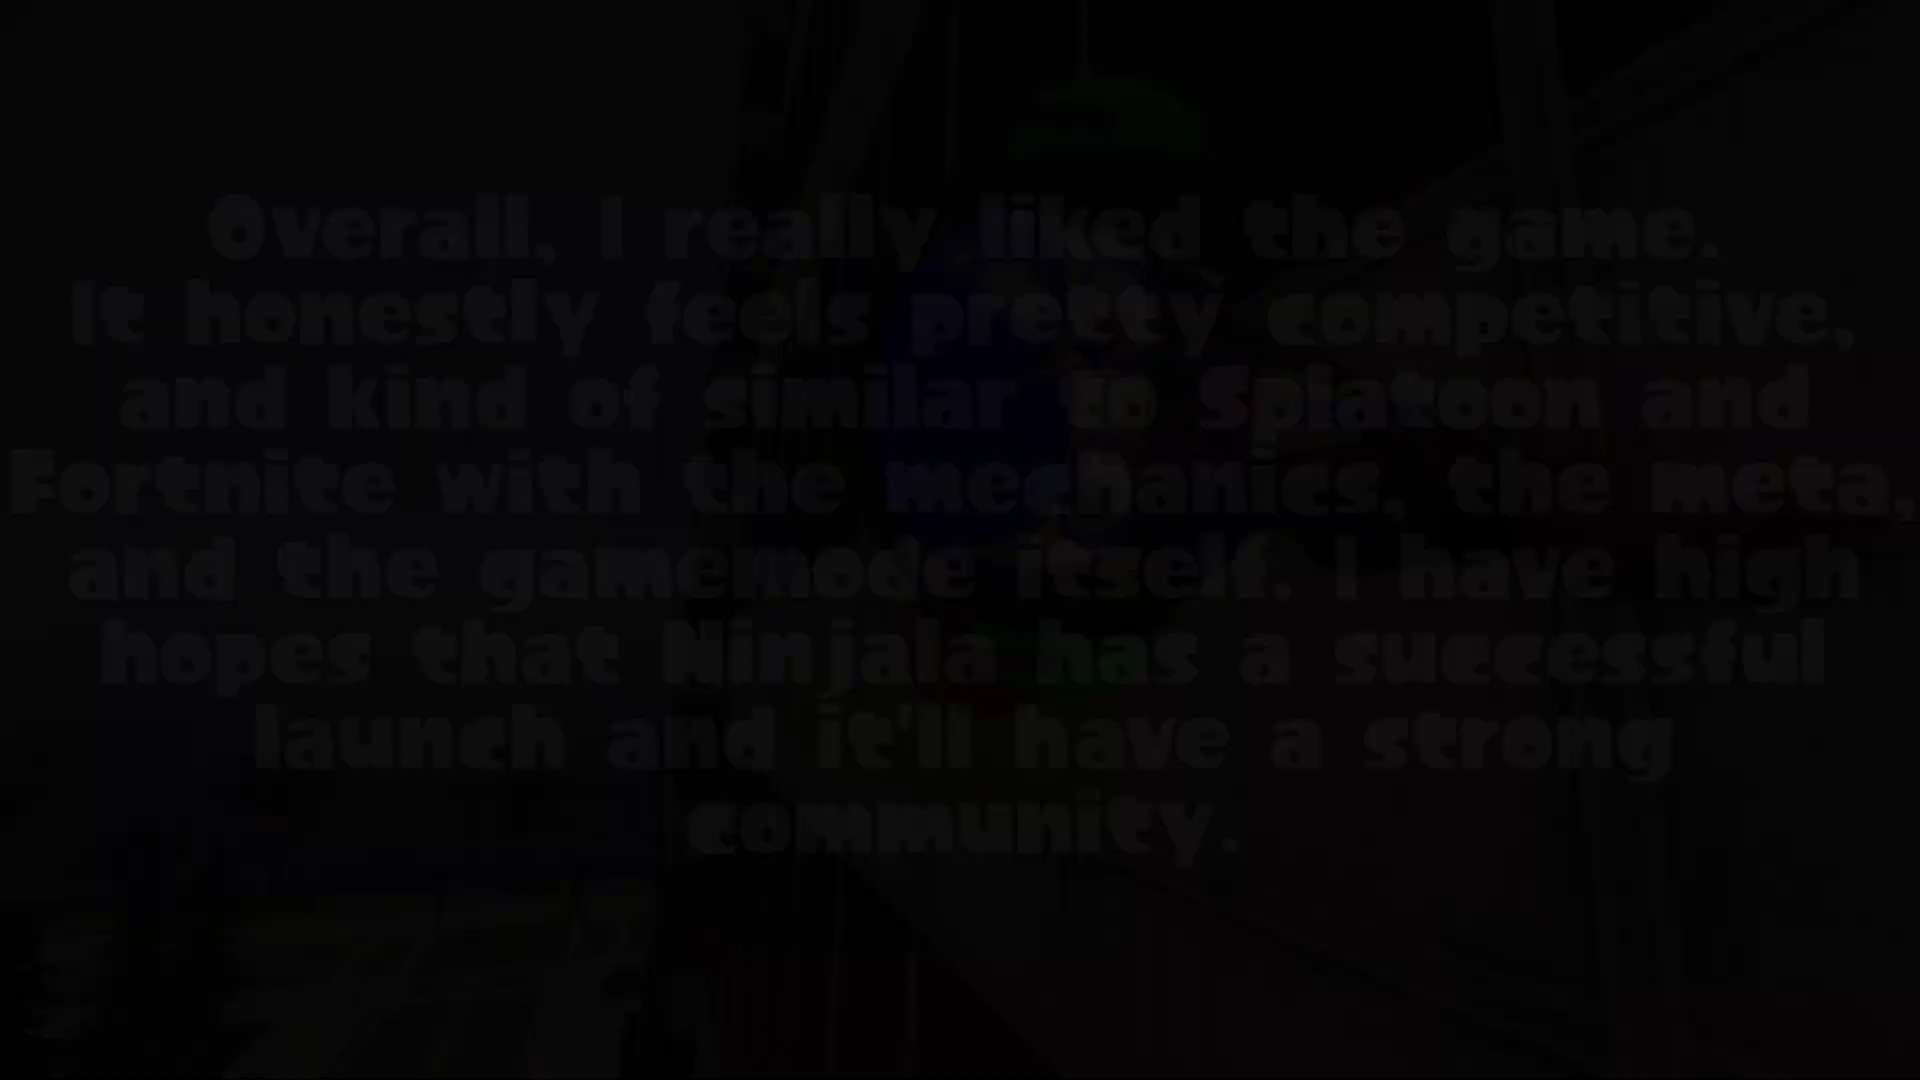 Overall, I really liked the game.
It honestly feels pretty competitive,
and kind of similar to Splatoon and
Fortnite with the mechanics, the meta,
and the gamemode itself. I have high
hopes that Ninjala has a successful
launch and it'll have a strong
community.